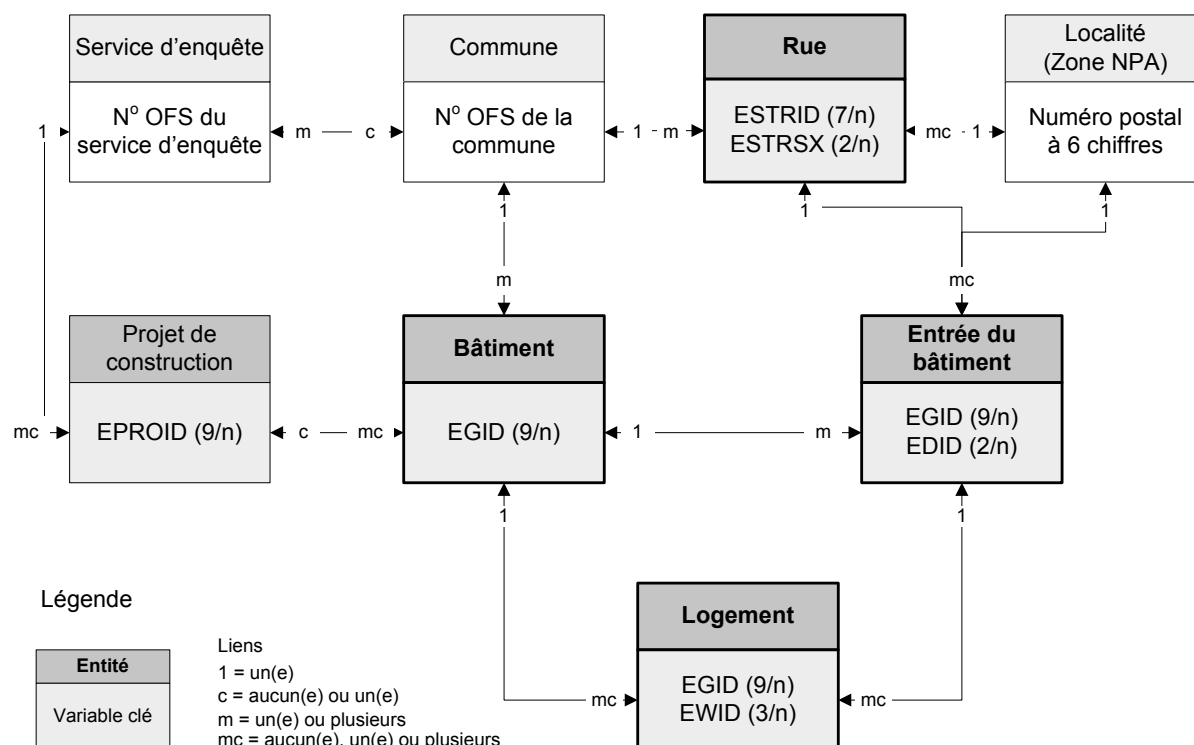 Service d'enquête
N° OFS du
service d'enquête
Commune
N° OFS de la
commune
Rue
ESTRID (7/n)
ESTRSX (2/n)
Localité
(Zone NPA)
Numéro postal
à 6 chiffres
1
m
c
1
m
mc
1
1
m
1
1
mc
Projet de
construction
EPROID (9/n)
Bâtiment
EGID (9/n)
Entrée du
bâtiment
EGID (9/n)
EDID (2/n)
mc
c
mc
1
m
1
1
Logement
EGID (9/n)
EWID (3/n)
mc
mc
Légende
Entité
Variable clé
Liens
1 = un(e)
c = aucun(e) ou un(e)
m = un(e) ou plusieurs
mc = aucun(e), un(e) ou plusieurs